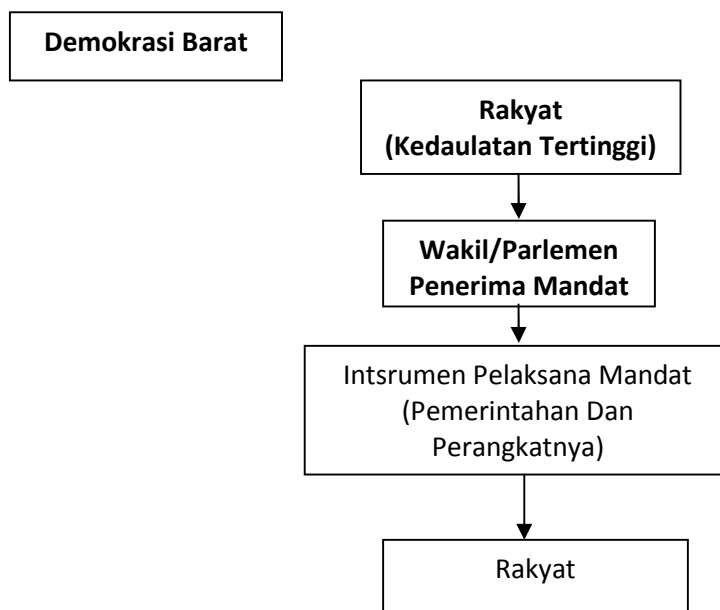 Demokrasi Barat
Rakyat
(Kedaulatan Tertinggi)
Wakil/Parlemen
Penerima Mandat
Intsrumen Pelaksana Mandat
(Pemerintahan Dan
Perangkatnya)
Rakyat